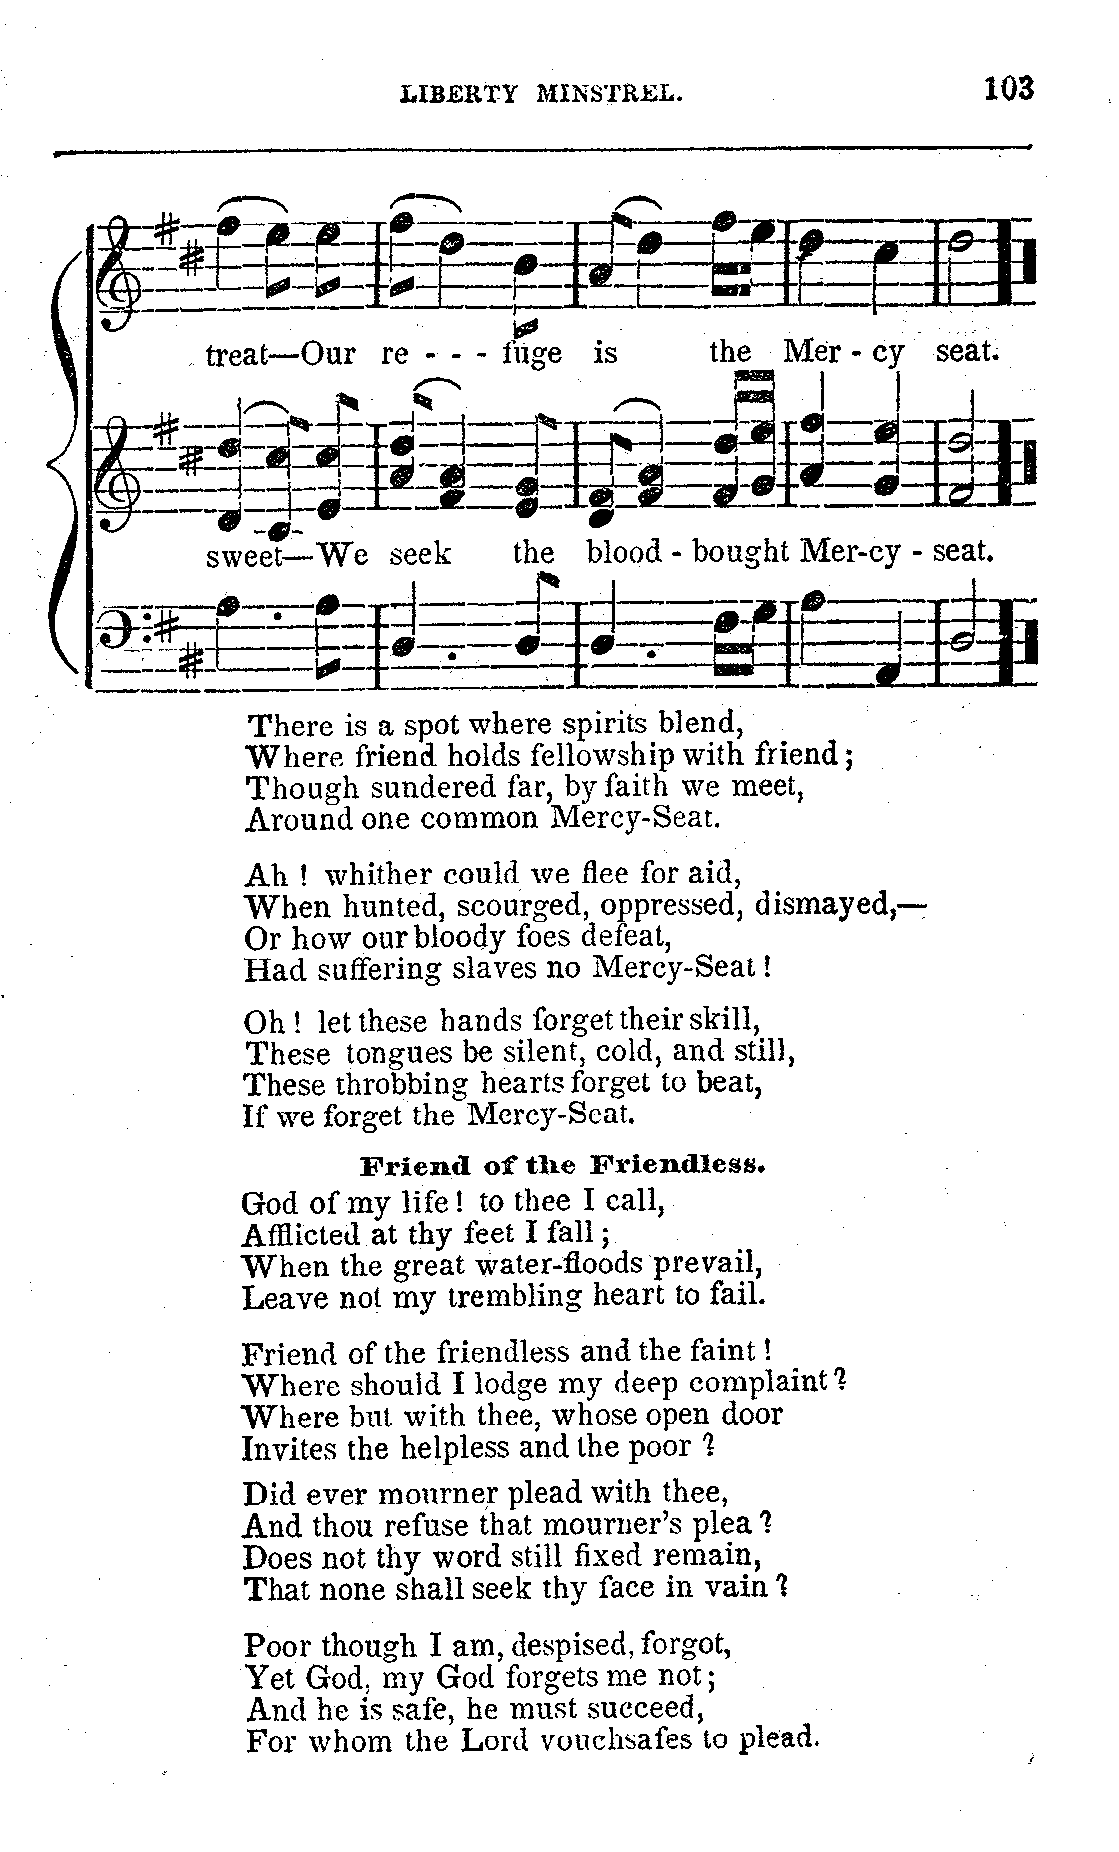 LIBERTY MINSTREL. 103
treat—Our re - - - fuge is the Mer - cy seat.
sweet—We seek the blood - bought Mer-cy - seat.
There is a spot where spirits blend,
Where friend holds fellowship with friend;
Though sundered far, by faith we meet,
Around one common Mercy-Seat.
Ah! whither could we flee for aid,
When hunted, scourged, oppressed, dismayed,—
Or how our bloody foes defeat,
Had suffering slaves no Mercy-Seat!
Oh! let these hands forget their skill,
These tongues be silent, cold, and still,
These throbbing hearts forget to beat,
If we forget the Mercy-Seat.
Friend of the Friendless.
God of my life! to thee I call,
Afflicted at thy feet I fall;
When the great water-floods prevail,
Leave not my trembling heart to fail.
Friend of the friendless and the faint!
Where should I lodge my deep complaint?
Where but with thee, whose open door
Invites the helpless and the poor?
Did ever mourner plead with thee,
And thou refuse that mourner's plea?
Does not thy word still fixed remain,
That none shall seek thy face in vain?
Poor though I am, despised, forgot,
Yet God, my God forgets me not;
And he is safe, he must succeed,
For whom the Lord vouchsafes to plead.